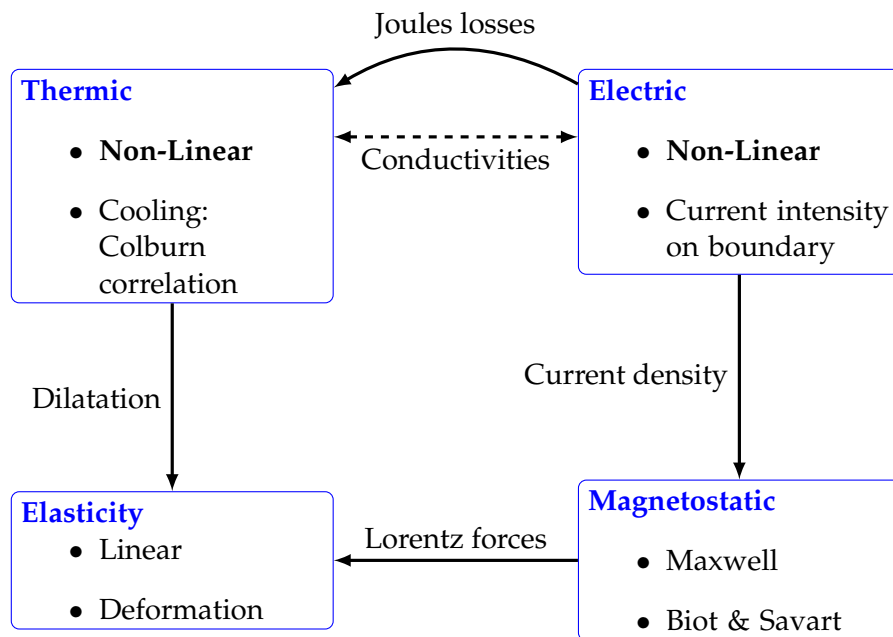 Joules losses
Thermic
• Non-Linear
• Cooling:
Colburn
correlation
Conductivities
Electric
• Non-Linear
• Current intensity
on boundary
Dilatation
Current density
Elasticity
• Linear
• Deformation
Lorentz forces
Magnetostatic
• Maxwell
• Biot & Savart